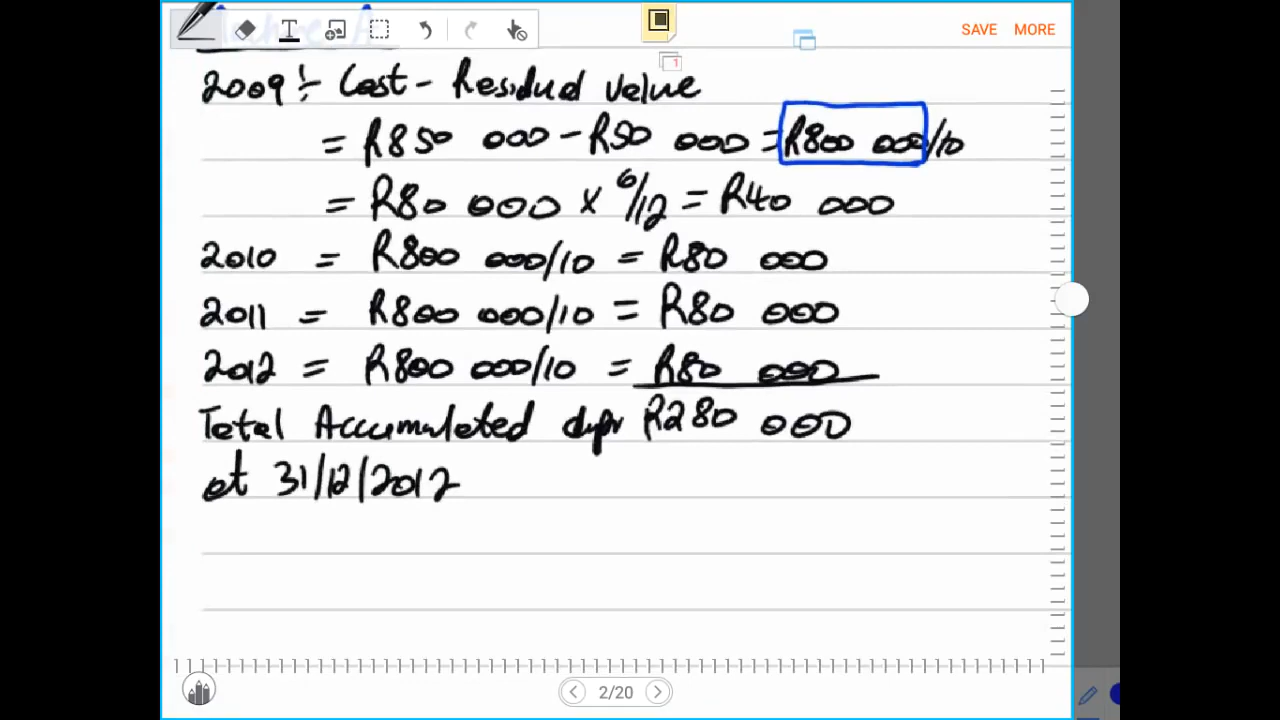 SAVE MORE
1
2009 :- Cost - Residual value
= R850 000 - R50 000 = R800 000/10
= R80 000 x 6/12 = R40 000
2010 = R800 000/10 = R80 000
2011 = R800 000/10 = R80 000
2012 = R800 000/10 = R80 000
Total Accumulated depr R280 000
at 31/12/2012
2/20